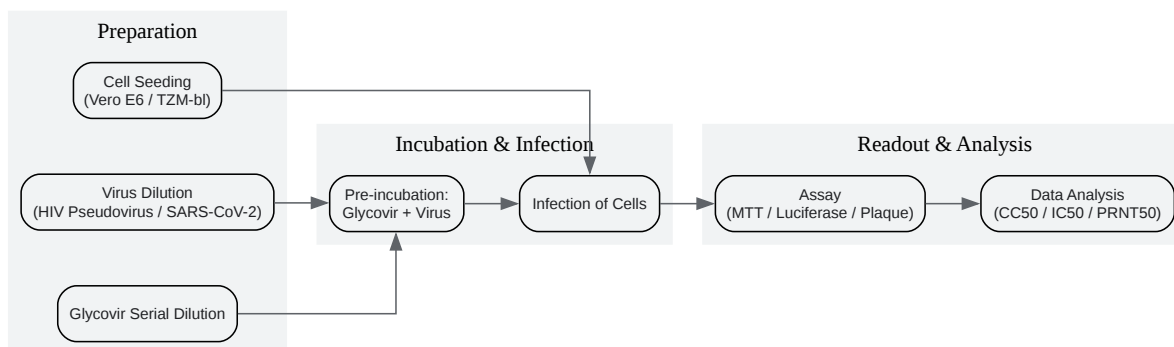 Preparation
Cell Seeding
(Vero E6 / TZM-bl)
Virus Dilution
(HIV Pseudovirus / SARS-CoV-2)
Glycovir Serial Dilution
Incubation & Infection
Pre-incubation:
Glycovir + Virus
Infection of Cells
Readout & Analysis
Assay
(MTT / Luciferase / Plaque)
Data Analysis
(CC50 / IC50 / PRNT50)